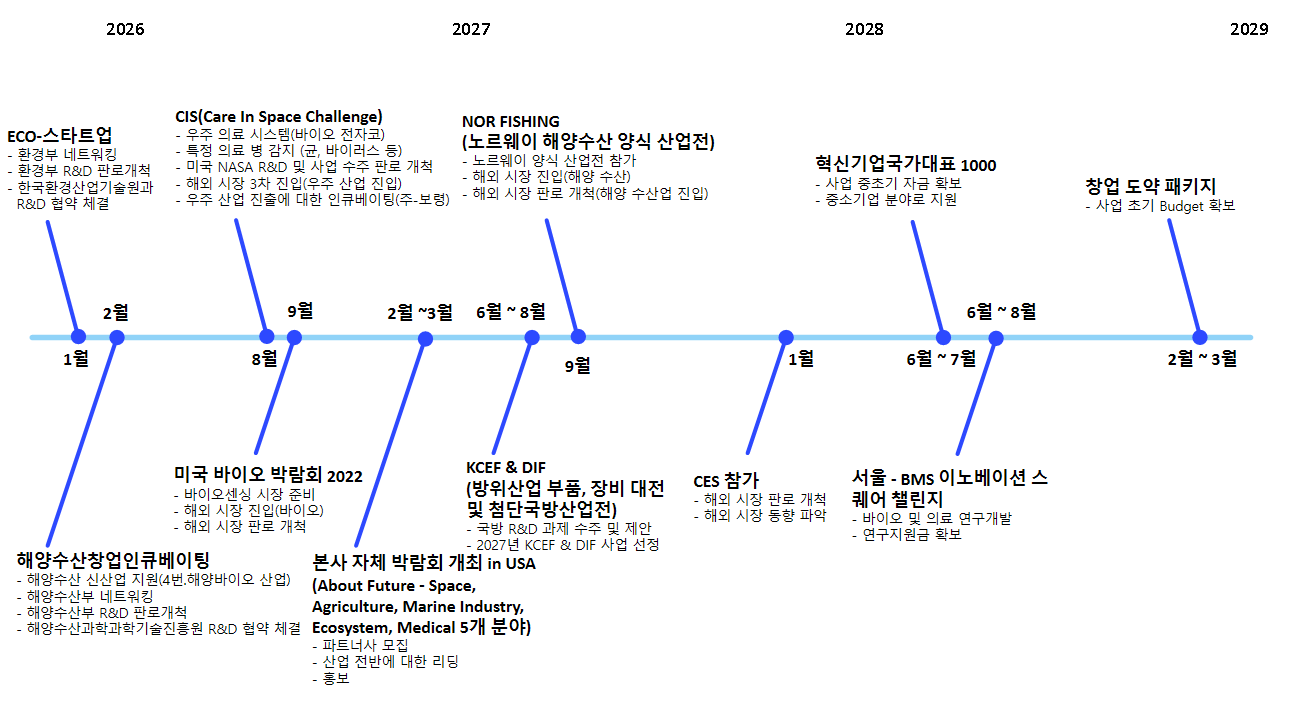 2026
2027
2028
2029
ECO-스타트업
- 환경부 네트워킹
- 환경부 R&D 판로개척
- 한국환경산업기술원과
R&D 협약 체결
CIS(Care In Space Challenge)
- 우주 의료 시스템(바이오 전자코)
- 특정 의료 병 감지 (균, 바이러스 등)
- 미국 NASA R&D 및 사업 수주 판로 개척
- 해외 시장 3차 진입(우주 산업 진입)
- 우주 산업 진출에 대한 인큐베이팅(주-보령)
NOR FISHING
(노르웨이 해양수산 양식 산업전)
- 노르웨이 양식 산업전 참가
- 해외 시장 진입(해양 수산)
- 해외 시장 판로 개척(해양 수산업 진입)
혁신기업국가대표 1000
- 사업 중초기 자금 확보
- 중소기업 분야로 지원
창업 도약 패키지
- 사업 초기 Budget 확보
1월
2월
8월
9월
2월 ~3월
6월 ~ 8월
9월
1월
6월 ~ 7월
6월 ~ 8월
2월 ~ 3월
해양수산창업인큐베이팅
- 해양수산 신산업 지원(4번.해양바이오 산업)
- 해양수산부 네트워킹
- 해양수산부 R&D 판로개척
- 해양수산과학과학기술진흥원 R&D 협약 체결
미국 바이오 박람회 2022
- 바이오센싱 시장 준비
- 해외 시장 진입(바이오)
- 해외 시장 판로 개척
본사 자체 박람회 개최 in USA
(About Future - Space,
Agriculture, Marine Industry,
Ecosystem, Medical 5개 분야)
- 파트너사 모집
- 산업 전반에 대한 리딩
- 홍보
KCEF & DIF
(방위산업 부품, 장비 대전
및 첨단국방산업전)
- 국방 R&D 과제 수주 및 제안
- 2027년 KCEF & DIF 사업 선정
CES 참가
- 해외 시장 판로 개척
- 해외 시장 동향 파악
서울 - BMS 이노베이션 스
퀘어 챌린지
- 바이오 및 의료 연구개발
- 연구지원금 확보